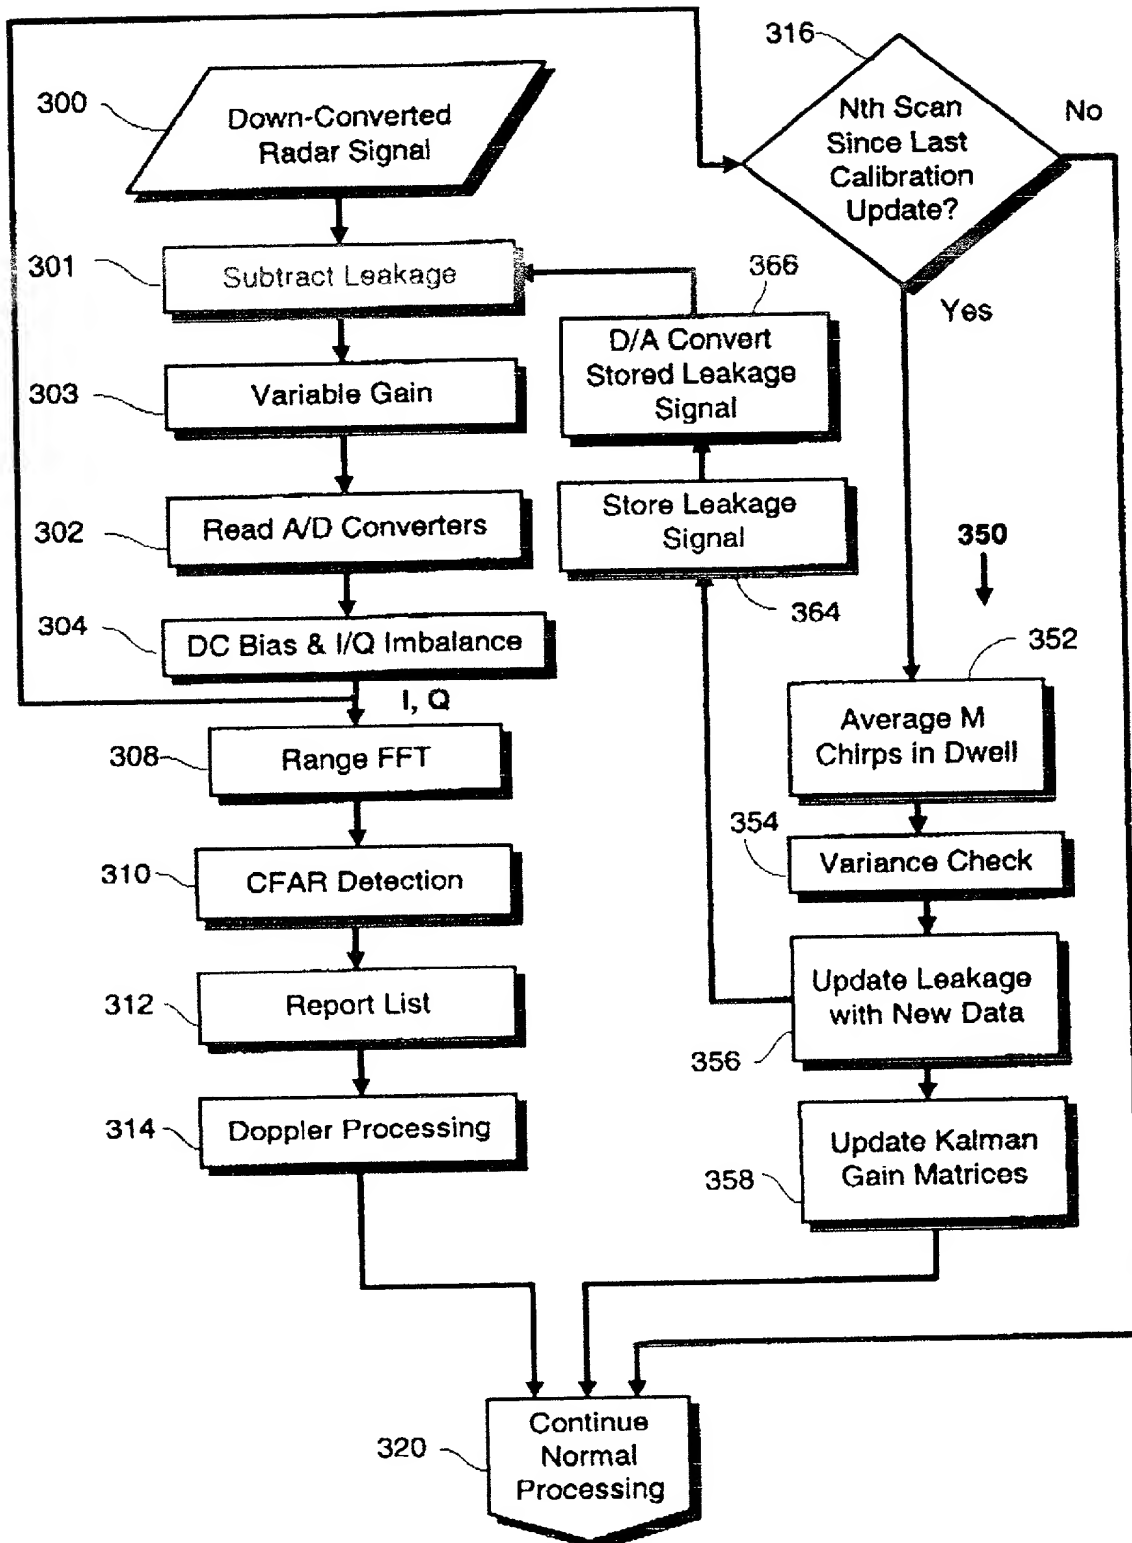 316
300
Down-Converted
Radar Signal
Nth Scan
Since Last
Calibration
Update?
No
Yes
301
Subtract Leakage
366
D/A Convert
Stored Leakage
Signal
303
Variable Gain
302
Read A/D Converters
Store Leakage
Signal
364
350
304
DC Bias & I/Q Imbalance
I, Q
352
Average M
Chirps in Dwell
308
Range FFT
354
Variance Check
310
CFAR Detection
356
Update Leakage
with New Data
312
Report List
314
Doppler Processing
358
Update Kalman
Gain Matrices
320
Continue
Normal
Processing